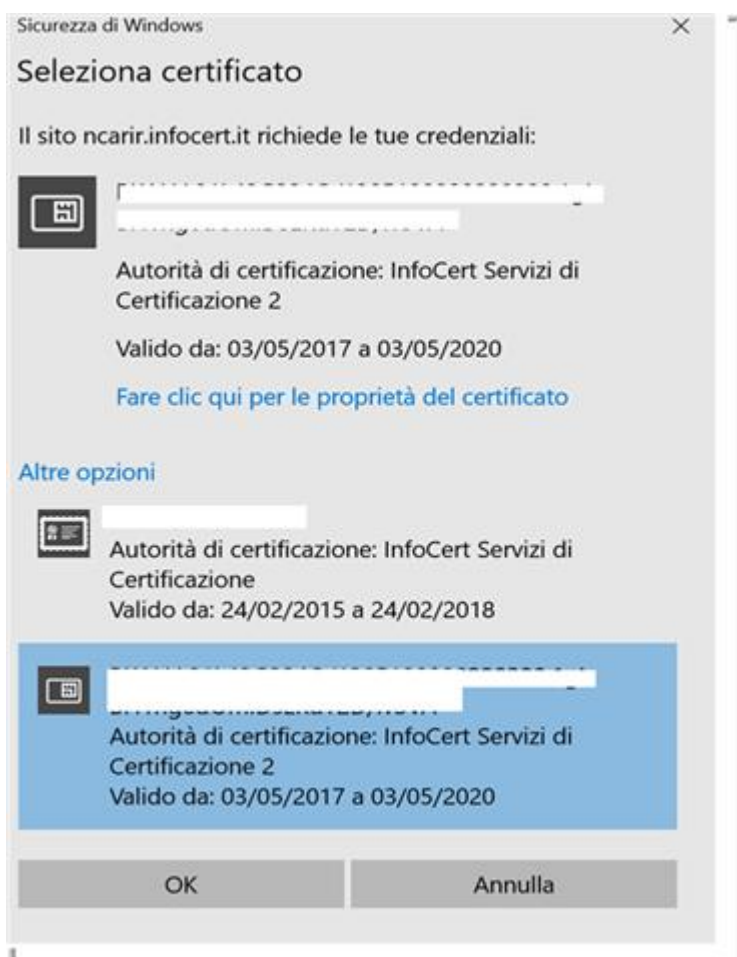 Sicurezza di Windows
Seleziona certificato
Il sito ncarir.infocert.it richiede le tue credenziali:
Autorità di certificazione: InfoCert Servizi di
Certificazione 2
Valido da: 03/05/2017 a 03/05/2020
Fare clic qui per le proprietà del certificato
Altre opzioni
Autorità di certificazione: InfoCert Servizi di
Certificazione
Valido da: 24/02/2015 a 24/02/2018
Autorità di certificazione: InfoCert Servizi di
Certificazione 2
Valido da: 03/05/2017 a 03/05/2020
OK
Annulla